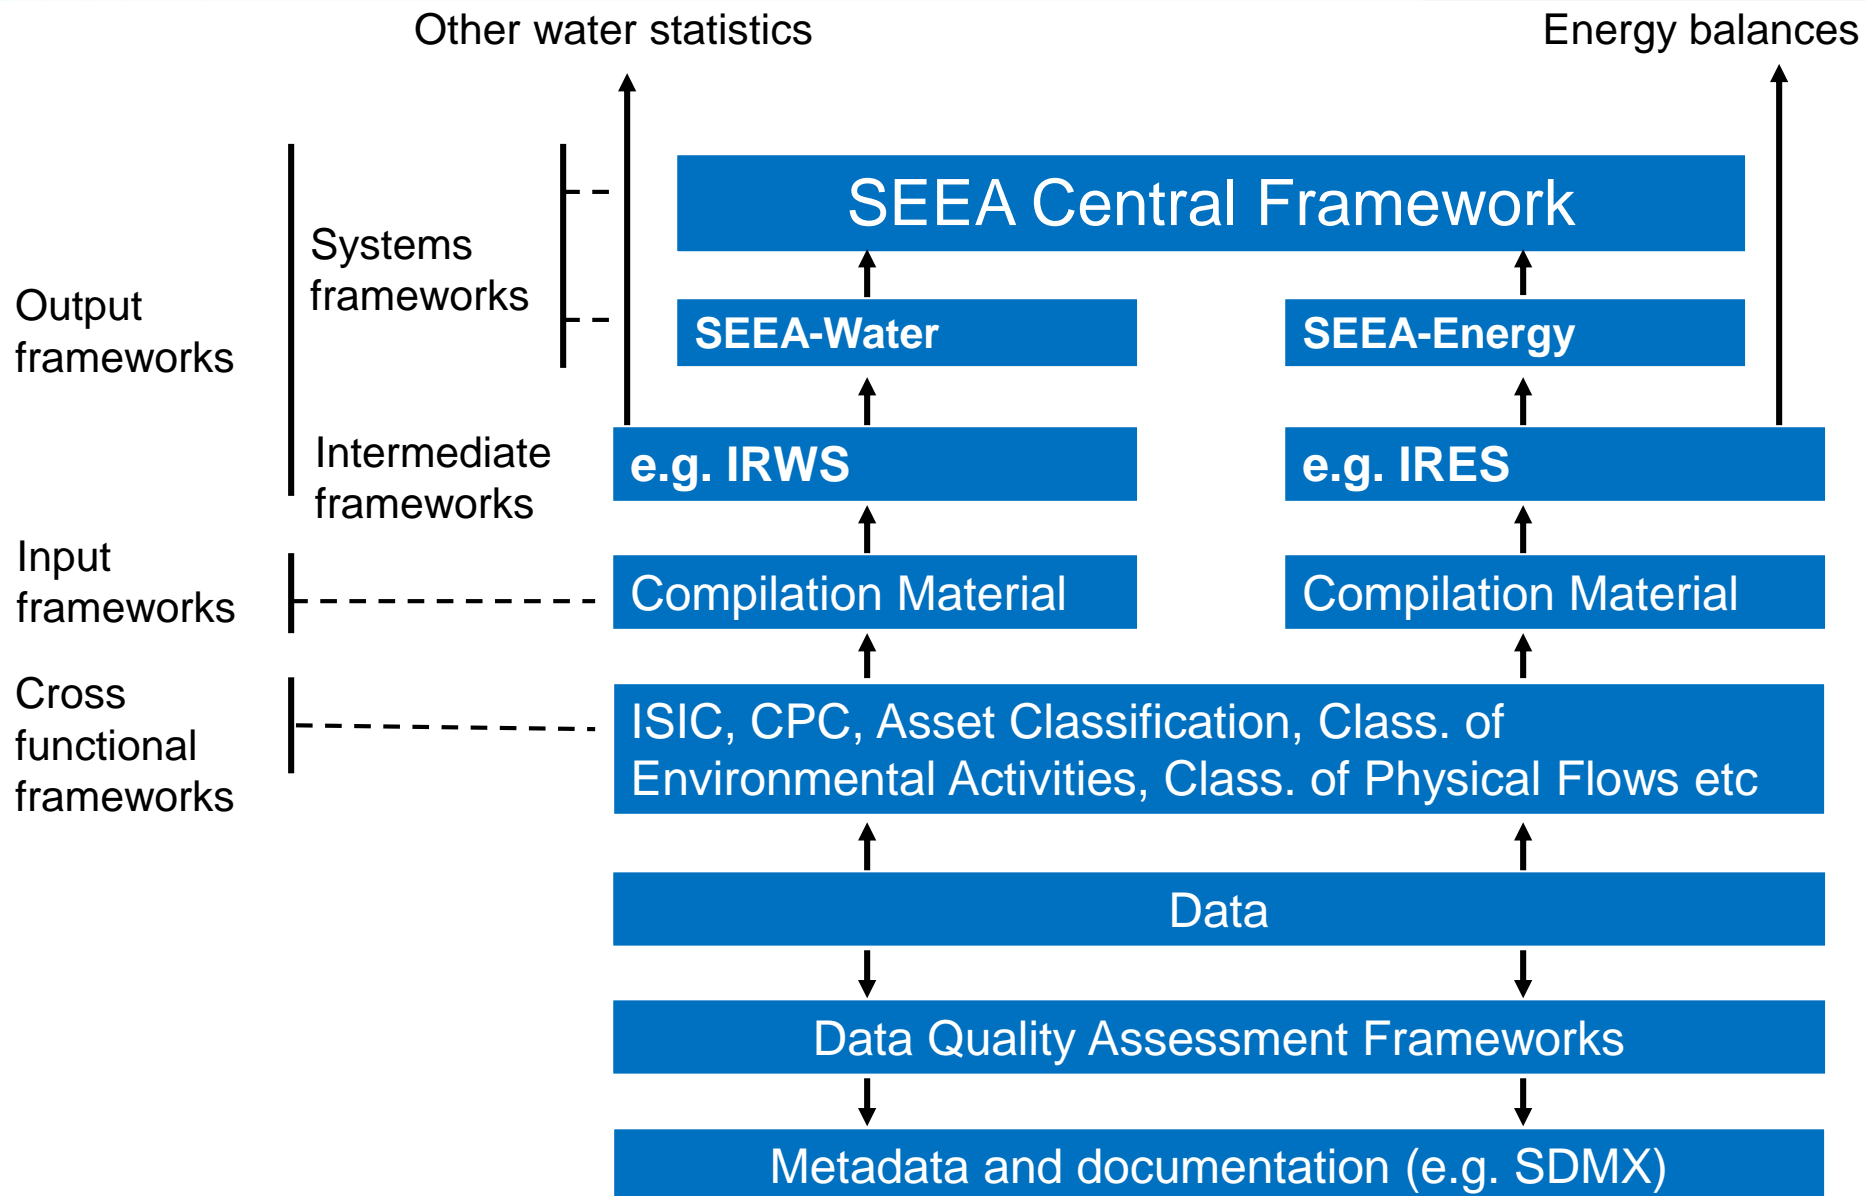 Other water statistics
Energy balances
SEEA Central Framework
Systems
frameworks
Output
frameworks
SEEA-Water
SEEA-Energy
Intermediate
frameworks
e.g. IRWS
e.g. IRES
Input
frameworks
Compilation Material
Compilation Material
Cross
functional
frameworks
ISIC, CPC, Asset Classification, Class. of
Environmental Activities, Class. of Physical Flows etc
Data
Data Quality Assessment Frameworks
Metadata and documentation (e.g. SDMX)